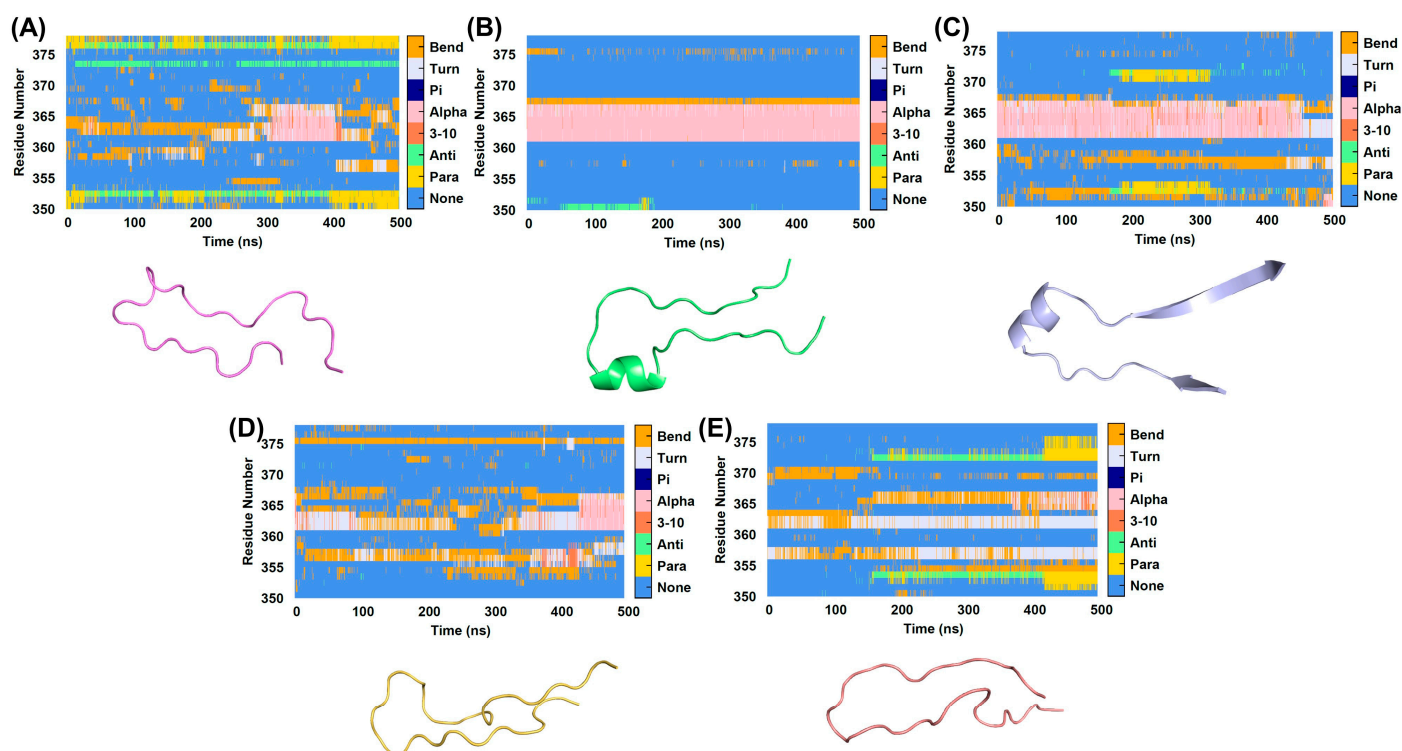 (A)
Residue Number
375
370
365
360
355
350
0
100
200
300
400
500
Time (ns)
Bend
Turn
Pi
Alpha
3-10
Anti
Para
None
(B)
Residue Number
375
370
365
360
355
350
0
100
200
300
400
500
Time (ns)
Bend
Turn
Pi
Alpha
3-10
Anti
Para
None
(C)
Residue Number
375
370
365
360
355
350
0
100
200
300
400
500
Time (ns)
Bend
Turn
Pi
Alpha
3-10
Anti
Para
None
(D)
Residue Number
375
370
365
360
355
350
0
100
200
300
400
500
Time (ns)
Bend
Turn
Pi
Alpha
3-10
Anti
Para
None
(E)
Residue Number
375
370
365
360
355
350
0
100
200
300
400
500
Time (ns)
Bend
Turn
Pi
Alpha
3-10
Anti
Para
None